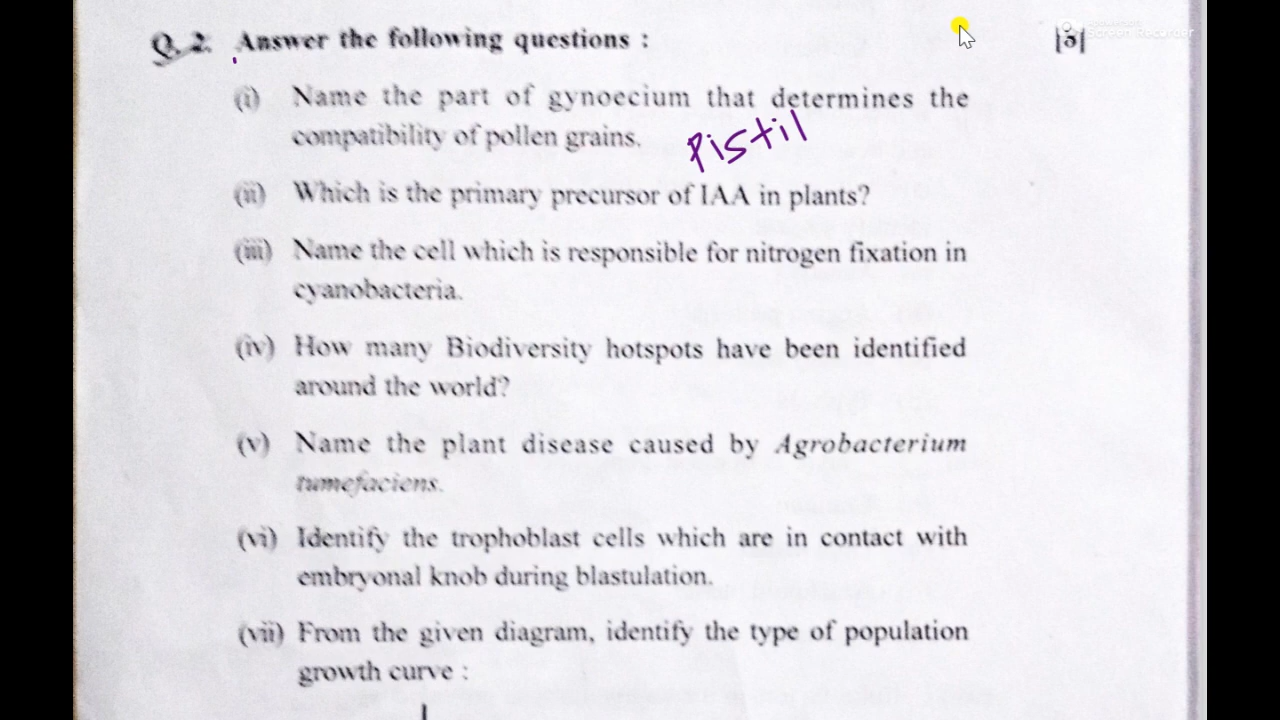 Q. 2. Answer the following questions :
(i) Name the part of gynoecium that determines the
compatibility of pollen grains.
Pistil
(ii) Which is the primary precursor of IAA in plants?
(iii) Name the cell which is responsible for nitrogen fixation in
cyanobacteria.
(iv) How many Biodiversity hotspots have been identified
around the world?
(v) Name the plant disease caused by Agrobacterium
tumefaciens.
(vi) Identify the trophoblast cells which are in contact with
embryonal knob during blastulation.
(vii) From the given diagram, identify the type of population
growth curve :
Screen Recorder